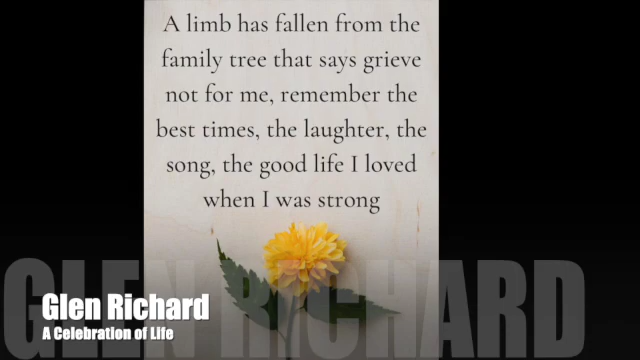 A limb has fallen from the
family tree that says grieve
not for me, remember the
best times, the laughter, the
song, the good life I loved
when I was strong
GLEN RICHARD
Glen Richard
A Celebration of Life